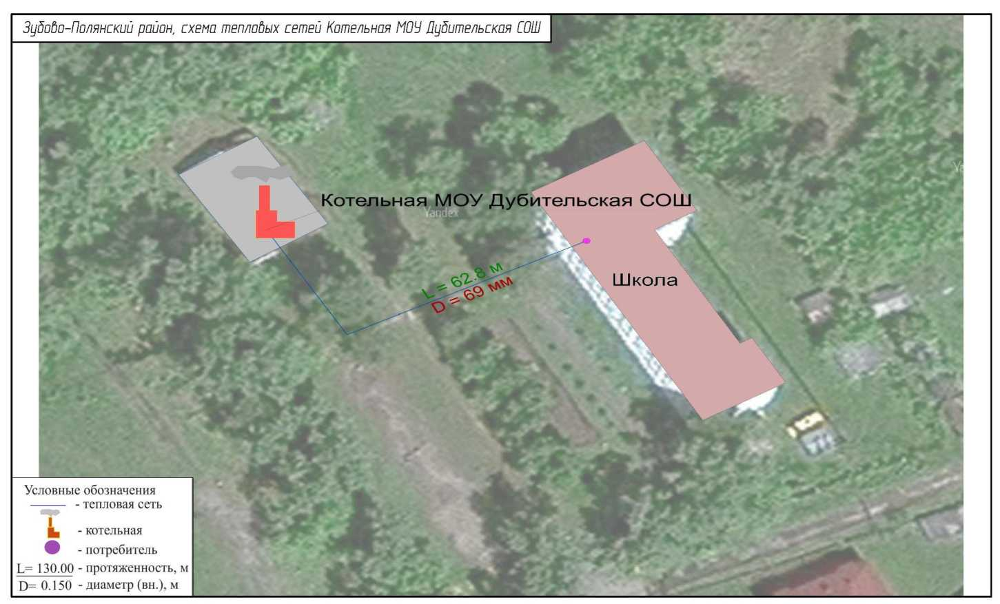 Зубово-Полянский район, схема тепловых сетей Котельная МОУ Дубительская СОШ
Котельная МОУ Дубительская СОШ
Yandex
Ya
L = 62.8 м
D = 69 мм
Школа
Условные обозначения
- тепловая сеть
- котельная
- потребитель
L= 130.00 - протяженность, м
D= 0.150 - диаметр (вн.), м